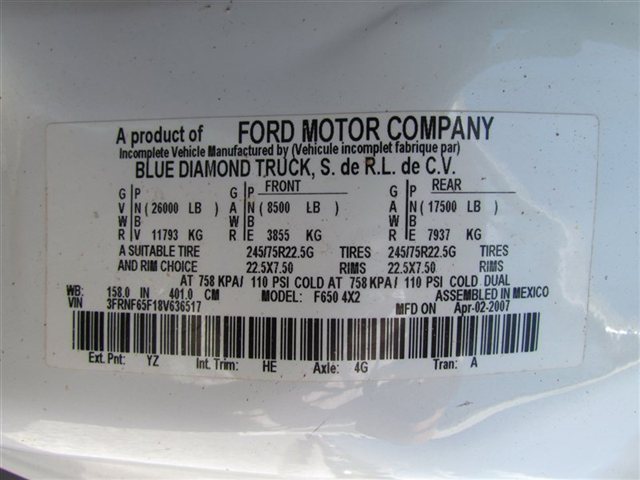 A product of FORD MOTOR COMPANY
Incomplete Vehicle Manufactured by (Vehicule incomplet fabrique par)
BLUE DIAMOND TRUCK, S. de R.L. de C.V.
G P G P FRONT G P REAR
V N ( 26000 LB ) A N ( 8500 LB ) A N ( 17500 LB )
W B W B W B
R V 11793 KG R E 3855 KG R E 7937 KG
A SUITABLE TIRE 245/75R22.5G TIRES 245/75R22.5G TIRES
AND RIM CHOICE 22.5X7.50 RIMS 22.5X7.50 RIMS
AT 758 KPA/ 110 PSI COLD AT 758 KPA/ 110 PSI COLD DUAL
WB: 158.0 IN 401.0 CM MODEL: F650 4X2 ASSEMBLED IN MEXICO
VIN 3FRNF65F18V636517 MFD ON Apr-02-2007
Ext. Pnt: YZ Int. Trim: HE Axle: 4G Tran: A